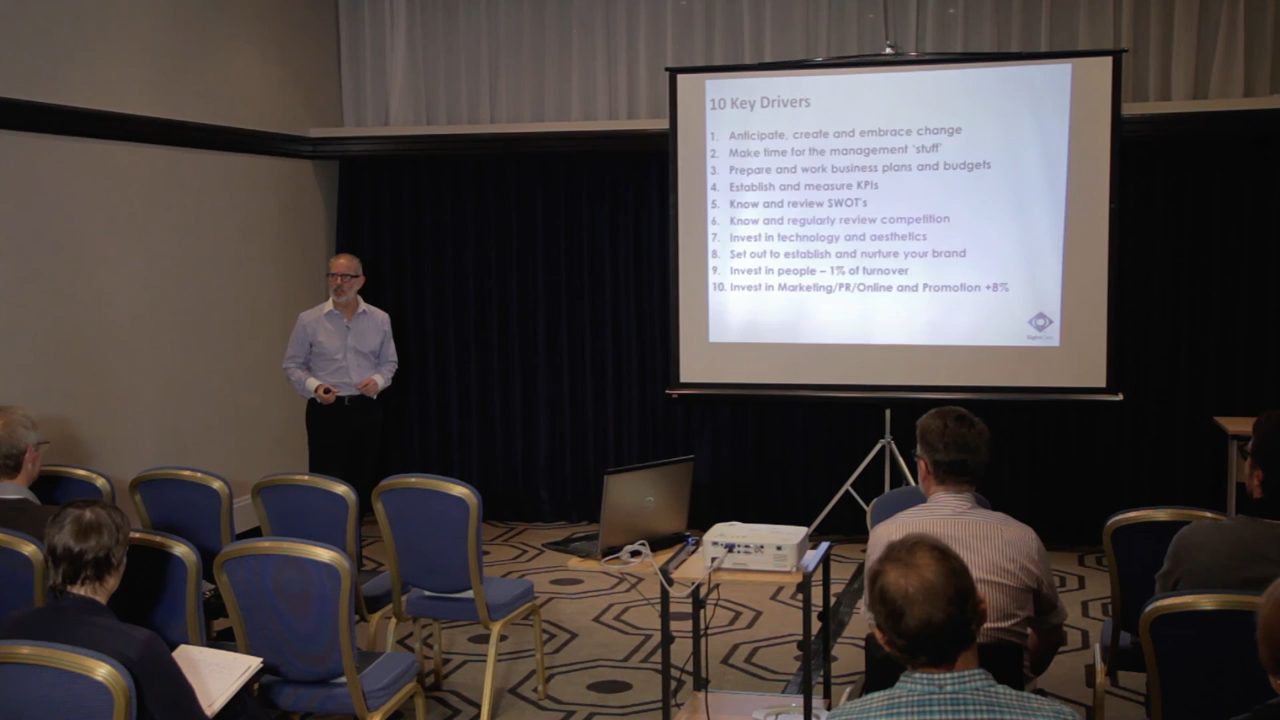 10 Key Drivers
1. Anticipate, create and embrace change
2. Make time for the management 'stuff'
3. Prepare and work business plans and budgets
4. Establish and measure KPIs
5. Know and review SWOT's
6. Know and regularly review competition
7. Invest in technology and aesthetics
8. Set out to establish and nurture your brand
9. Invest in people – 1% of turnover
10. Invest in Marketing/PR/Online and Promotion +8%